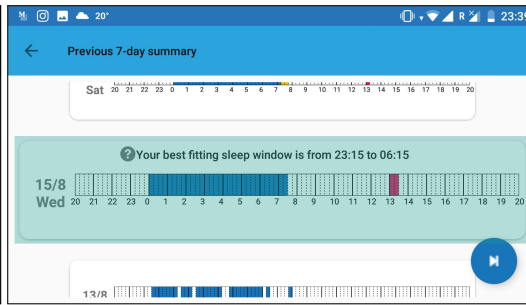 20° R 23:39
Previous 7-day summary
Sat 20 21 22 23 0 1 2 3 4 5 6 7 8 9 10 11 12 13 14 15 16 17 18 19 20
?Your best fitting sleep window is from 23:15 to 06:15
15/8
Wed 20 21 22 23 0 1 2 3 4 5 6 7 8 9 10 11 12 13 14 15 16 17 18 19 20
13/8